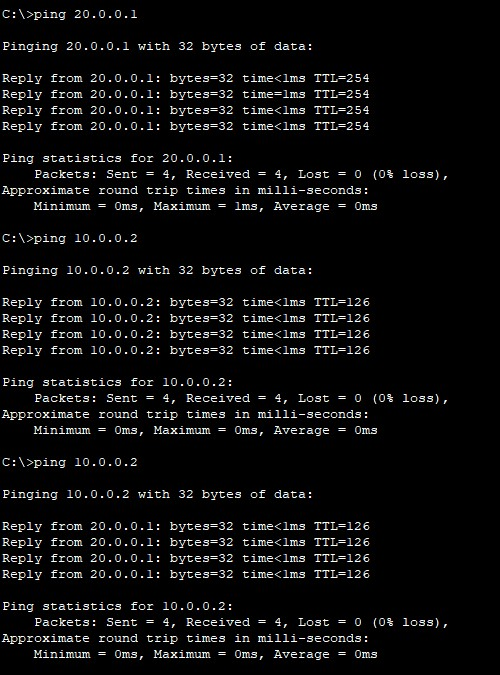 C:\>ping 20.0.0.1
Pinging 20.0.0.1 with 32 bytes of data:
Reply from 20.0.0.1: bytes=32 time<1ms TTL=254
Reply from 20.0.0.1: bytes=32 time=1ms TTL=254
Reply from 20.0.0.1: bytes=32 time<1ms TTL=254
Reply from 20.0.0.1: bytes=32 time<1ms TTL=254
Ping statistics for 20.0.0.1:
    Packets: Sent = 4, Received = 4, Lost = 0 (0% loss),
Approximate round trip times in milli-seconds:
    Minimum = 0ms, Maximum = 1ms, Average = 0ms
C:\>ping 10.0.0.2
Pinging 10.0.0.2 with 32 bytes of data:
Reply from 10.0.0.2: bytes=32 time<1ms TTL=126
Reply from 10.0.0.2: bytes=32 time<1ms TTL=126
Reply from 10.0.0.2: bytes=32 time<1ms TTL=126
Reply from 10.0.0.2: bytes=32 time<1ms TTL=126
Ping statistics for 10.0.0.2:
    Packets: Sent = 4, Received = 4, Lost = 0 (0% loss),
Approximate round trip times in milli-seconds:
    Minimum = 0ms, Maximum = 0ms, Average = 0ms
C:\>ping 10.0.0.2
Pinging 10.0.0.2 with 32 bytes of data:
Reply from 20.0.0.1: bytes=32 time<1ms TTL=126
Reply from 20.0.0.1: bytes=32 time<1ms TTL=126
Reply from 20.0.0.1: bytes=32 time<1ms TTL=126
Reply from 20.0.0.1: bytes=32 time<1ms TTL=126
Ping statistics for 10.0.0.2:
    Packets: Sent = 4, Received = 4, Lost = 0 (0% loss),
Approximate round trip times in milli-seconds:
    Minimum = 0ms, Maximum = 0ms, Average = 0ms